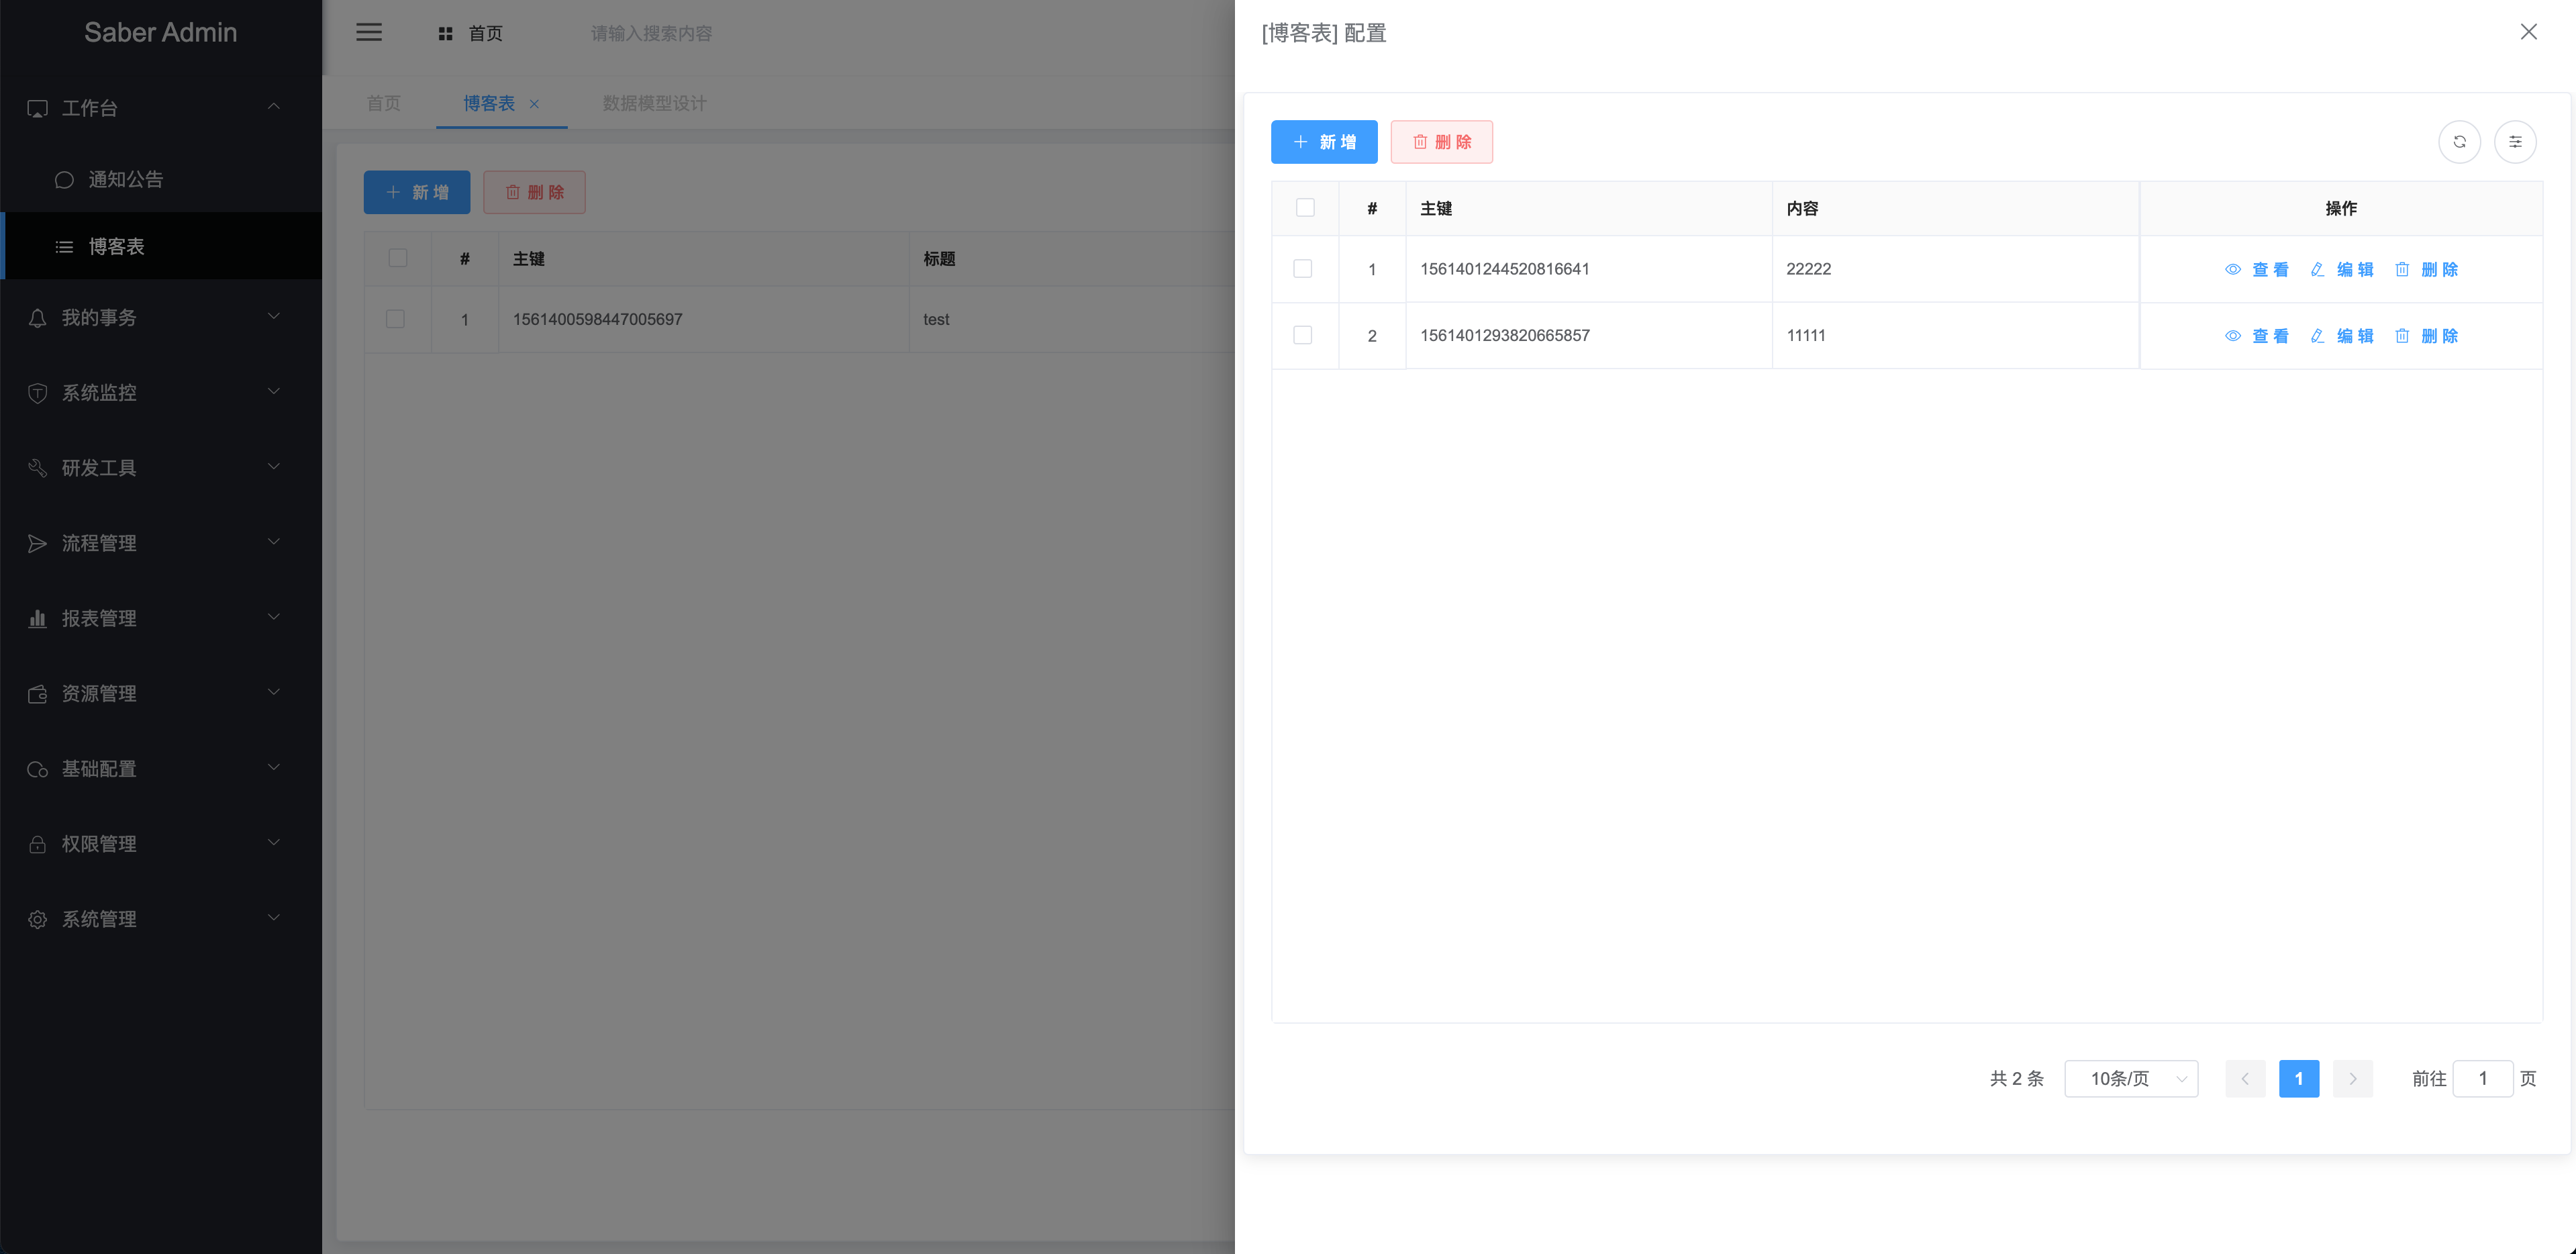 Saber Admin
工作台
通知公告
博客表
我的事务
系统监控
研发工具
流程管理
报表管理
资源管理
基础配置
权限管理
系统管理
首页
请输入搜索内容
首页
博客表
数据模型设计
新 增
删 除
# 主键 标题
1 1561400598447005697 test
[博客表] 配置
新 增
删 除
# 主键 内容 操作
1 1561401244520816641 22222 查 看 编 辑 删 除
2 1561401293820665857 11111 查 看 编 辑 删 除
共 2 条 10条/页 1 前往 1 页